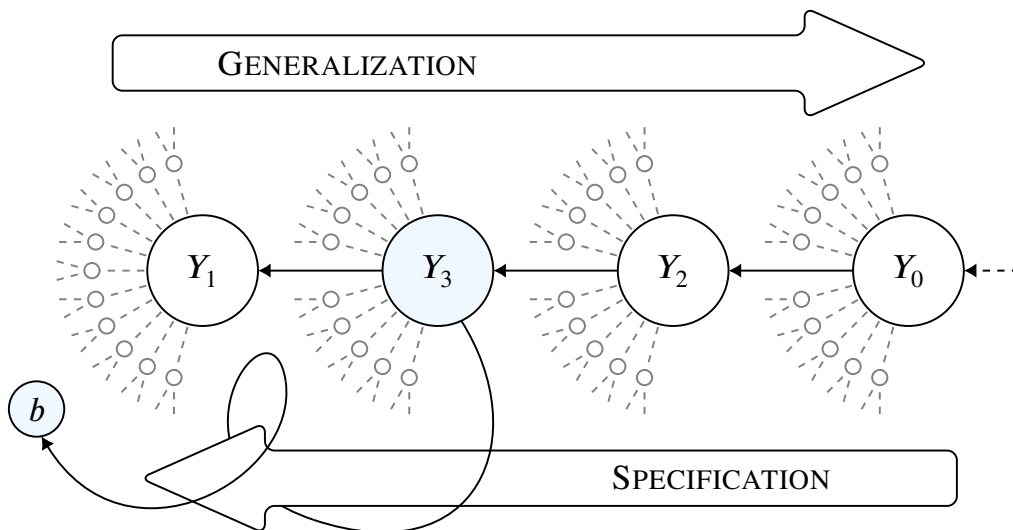 GENERALIZATION
Y1
Y3
Y2
Y0
b
SPECIFICATION